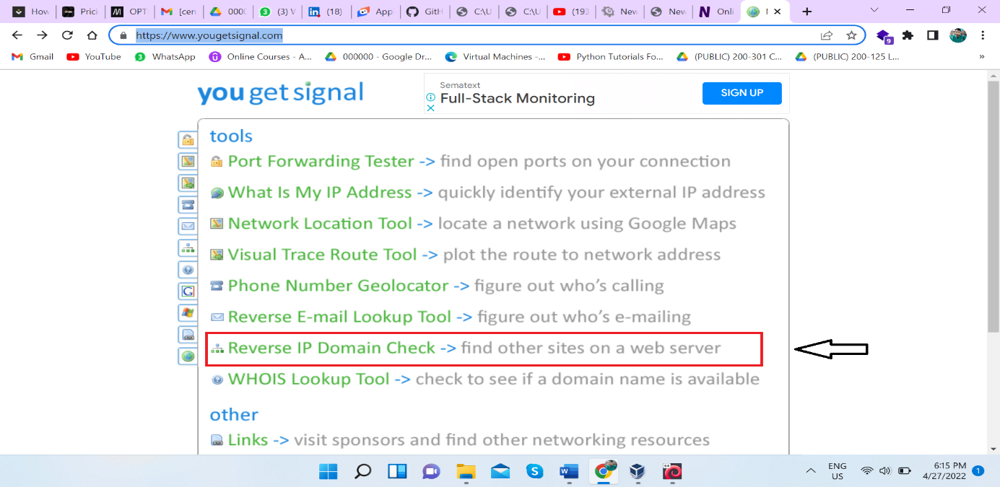 How
Prici
OPT
[cen
000(
(3) V
(18)
App
GitH
C:\U
C:\U
(193
Nev
Nev
Onli
https://www.yougetsignal.com
9
Gmail
YouTube
3 WhatsApp
Online Courses - A...
000000 - Google Dr...
Virtual Machines -...
Python Tutorials Fo...
(PUBLIC) 200-301 C...
(PUBLIC) 200-125 L...
»
you get signal
Sematext
Full-Stack Monitoring
SIGN UP
tools
Port Forwarding Tester -> find open ports on your connection
What Is My IP Address -> quickly identify your external IP address
Network Location Tool -> locate a network using Google Maps
Visual Trace Route Tool -> plot the route to network address
Phone Number Geolocator -> figure out who's calling
Reverse E-mail Lookup Tool -> figure out who's e-mailing
Reverse IP Domain Check -> find other sites on a web server
WHOIS Lookup Tool -> check to see if a domain name is available
other
Links -> visit sponsors and find other networking resources
ENG
US
6:15 PM
4/27/2022
1